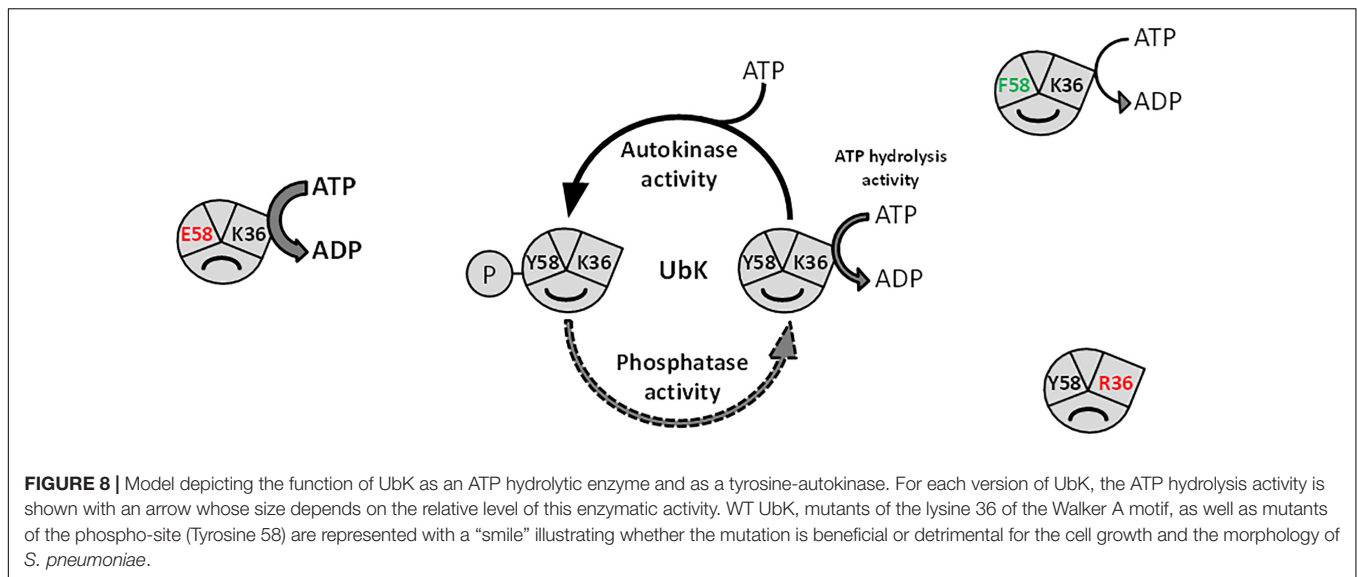 ATP
F58 K36
ADP
ATP
Autokinase
activity
ATP hydrolysis
activity
ATP
E58 K36
ADP
ATP
P
Y58 K36
UbK
Y58 K36
ADP
Phosphatase
activity
Y58 R36
FIGURE 8 | Model depicting the function of UbK as an ATP hydrolytic enzyme and as a tyrosine-autokinase. For each version of UbK, the ATP hydrolysis activity is
shown with an arrow whose size depends on the relative level of this enzymatic activity. WT UbK, mutants of the lysine 36 of the Walker A motif, as well as mutants
of the phospho-site (Tyrosine 58) are represented with a “smile” illustrating whether the mutation is beneficial or detrimental for the cell growth and the morphology of
S. pneumoniae.